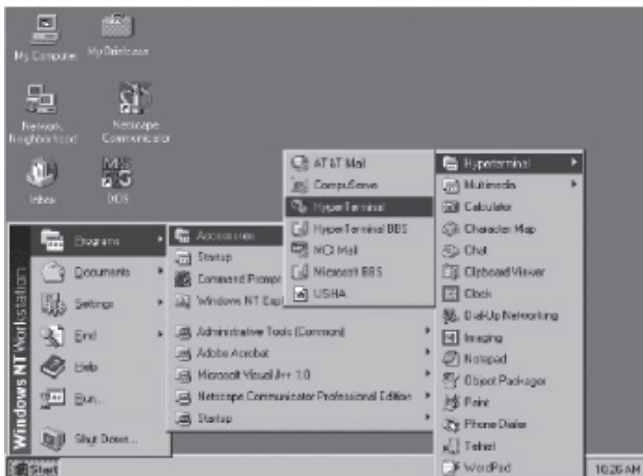 My Computer
My Briefcase
Network Neighborhood
Netscape Communicator
Inbox
DOS
Windows NT Workstation
Programs
Documents
Settings
Find
Help
Run...
Shut Down...
Accessories
Startup
Command Prompt
Windows NT Exp
Administrative Tools (Common)
Adobe Acrobat
Microsoft Visual J++ 1.0
Netscape Communicator Professional Edition
Startup
AT&T Mail
CompuServe
HyperTerminal
HyperTerminal BBS
MCI Mail
Microsoft BBS
Hyperterminal
Multimedia
Calculator
Character Map
Chat
Clipboard Viewer
Clock
Dial-Up Networking
Imaging
Notepad
Object Packager
Paint
Phone Dialer
Telnet
WordPad
Start
10:26 AM